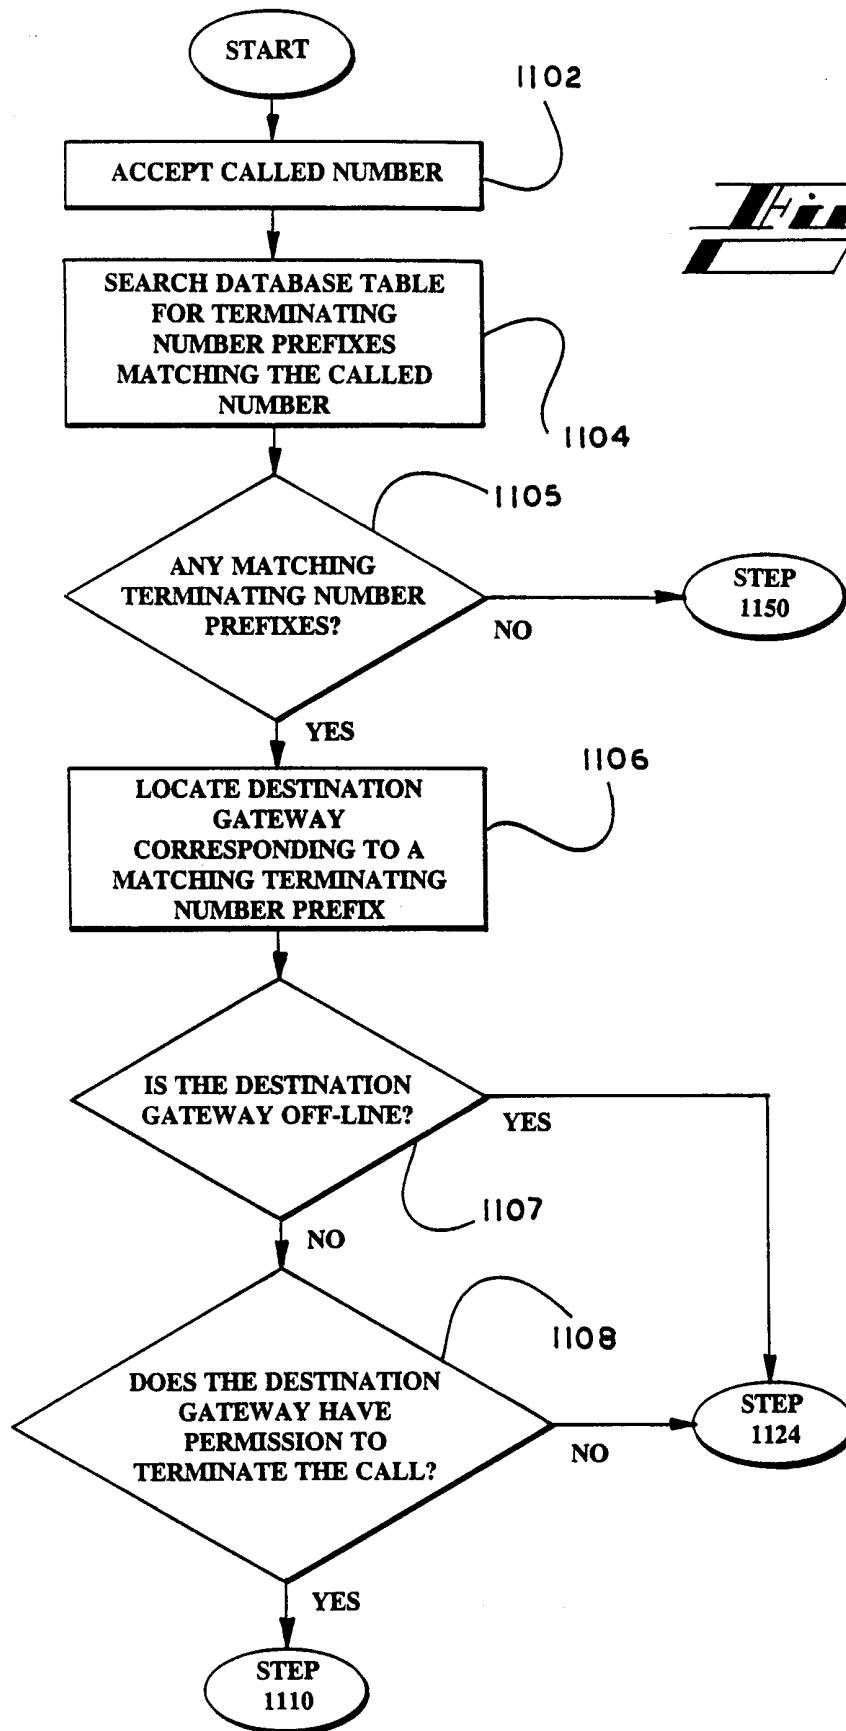 START
1102
ACCEPT CALLED NUMBER
SEARCH DATABASE TABLE
FOR TERMINATING
NUMBER PREFIXES
MATCHING THE CALLED
NUMBER
1104
1105
ANY MATCHING
TERMINATING NUMBER
PREFIXES?
NO
STEP
1150
YES
1106
LOCATE DESTINATION
GATEWAY
CORRESPONDING TO A
MATCHING TERMINATING
NUMBER PREFIX
IS THE DESTINATION
GATEWAY OFF-LINE?
YES
1107
NO
1108
DOES THE DESTINATION
GATEWAY HAVE
PERMISSION TO
TERMINATE THE CALL?
NO
STEP
1124
YES
STEP
1110